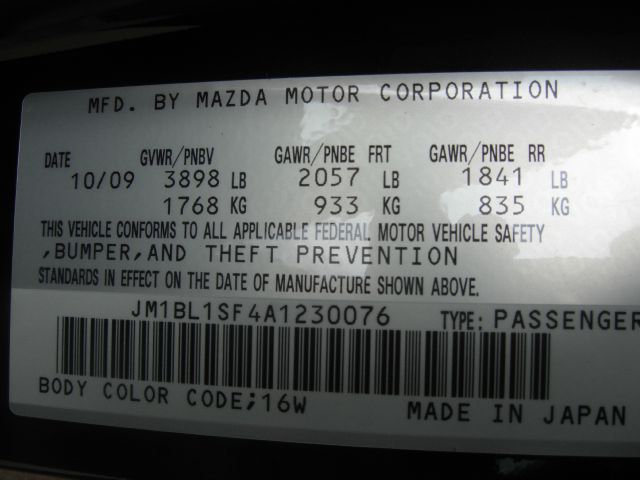 MFD. BY MAZDA MOTOR CORPORATION
DATE GVWR/PNBV GAWR/PNBE FRT GAWR/PNBE RR
10/09 3898 LB 2057 LB 1841 LB
1768 KG 933 KG 835 KG
THIS VEHICLE CONFORMS TO ALL APPLICABLE FEDERAL MOTOR VEHICLE SAFETY
,BUMPER,AND THEFT PREVENTION
STANDARDS IN EFFECT ON THE DATE OF MANUFACTURE SHOWN ABOVE.
JM1BL1SF4A1230076 TYPE: PASSENGER
BODY COLOR CODE;16W MADE IN JAPAN